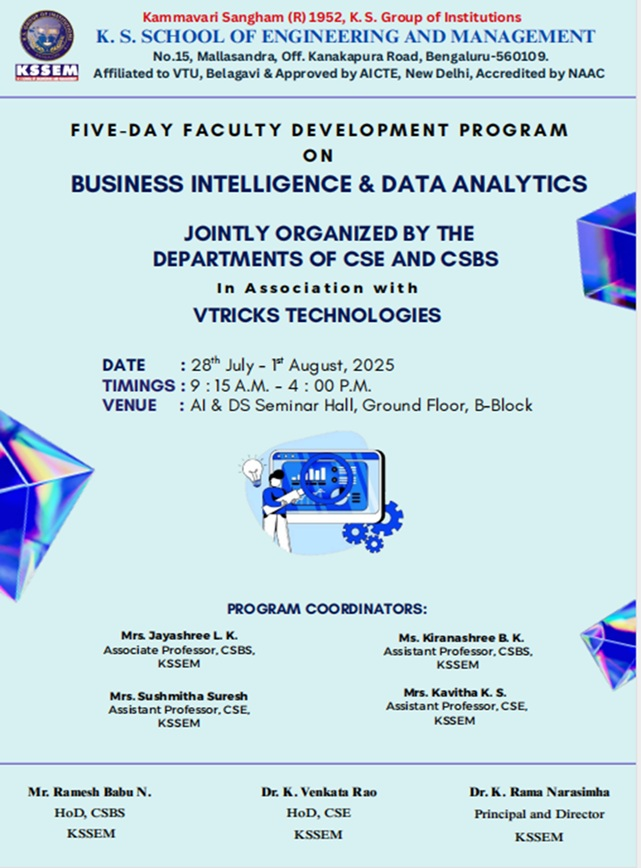 Kammavari Sangham (R) 1952, K. S. Group of Institutions
K. S. SCHOOL OF ENGINEERING AND MANAGEMENT
No.15, Mallasandra, Off. Kanakapura Road, Bengaluru-560109.
Affiliated to VTU, Belagavi & Approved by AICTE, New Delhi, Accredited by NAAC
KSSEM
FIVE-DAY FACULTY DEVELOPMENT PROGRAM
ON
BUSINESS INTELLIGENCE & DATA ANALYTICS
JOINTLY ORGANIZED BY THE
DEPARTMENTS OF CSE AND CSBS
In Association with
VTRICKS TECHNOLOGIES
DATE : 28th July - 1st August, 2025
TIMINGS : 9 : 15 A.M. - 4 : 00 P.M.
VENUE : AI & DS Seminar Hall, Ground Floor, B-Block
PROGRAM COORDINATORS:
Mrs. Jayashree L. K.
Associate Professor, CSBS,
KSSEM
Ms. Kiranashree B. K.
Assistant Professor, CSBS,
KSSEM
Mrs. Sushmitha Suresh
Assistant Professor, CSE,
KSSEM
Mrs. Kavitha K. S.
Assistant Professor, CSE,
KSSEM
Mr. Ramesh Babu N.
HoD, CSBS
KSSEM
Dr. K. Venkata Rao
HoD, CSE
KSSEM
Dr. K. Rama Narasimha
Principal and Director
KSSEM